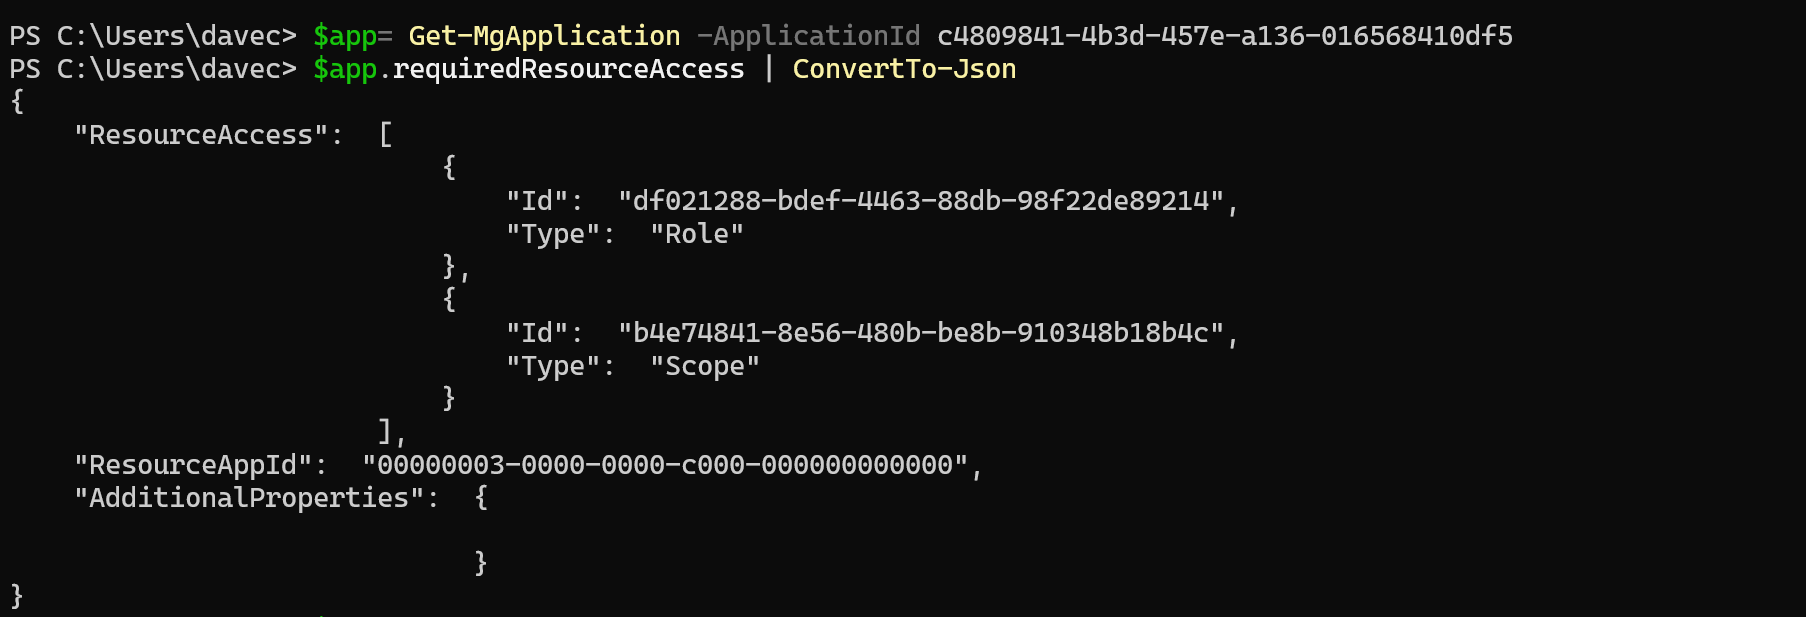 PS C:\Users\davec> $app= Get-MgApplication -ApplicationId c4809841-4b3d-457e-a136-016568410df5
PS C:\Users\davec> $app.requiredResourceAccess | ConvertTo-Json
{
    "ResourceAccess":  [
                           {
                               "Id":  "df021288-bdef-4463-88db-98f22de89214",
                               "Type":  "Role"
                           },
                           {
                               "Id":  "b4e74841-8e56-480b-be8b-910348b18b4c",
                               "Type":  "Scope"
                           }
                       ],
    "ResourceAppId":  "00000003-0000-0000-c000-000000000000",
    "AdditionalProperties":  {

                             }
}